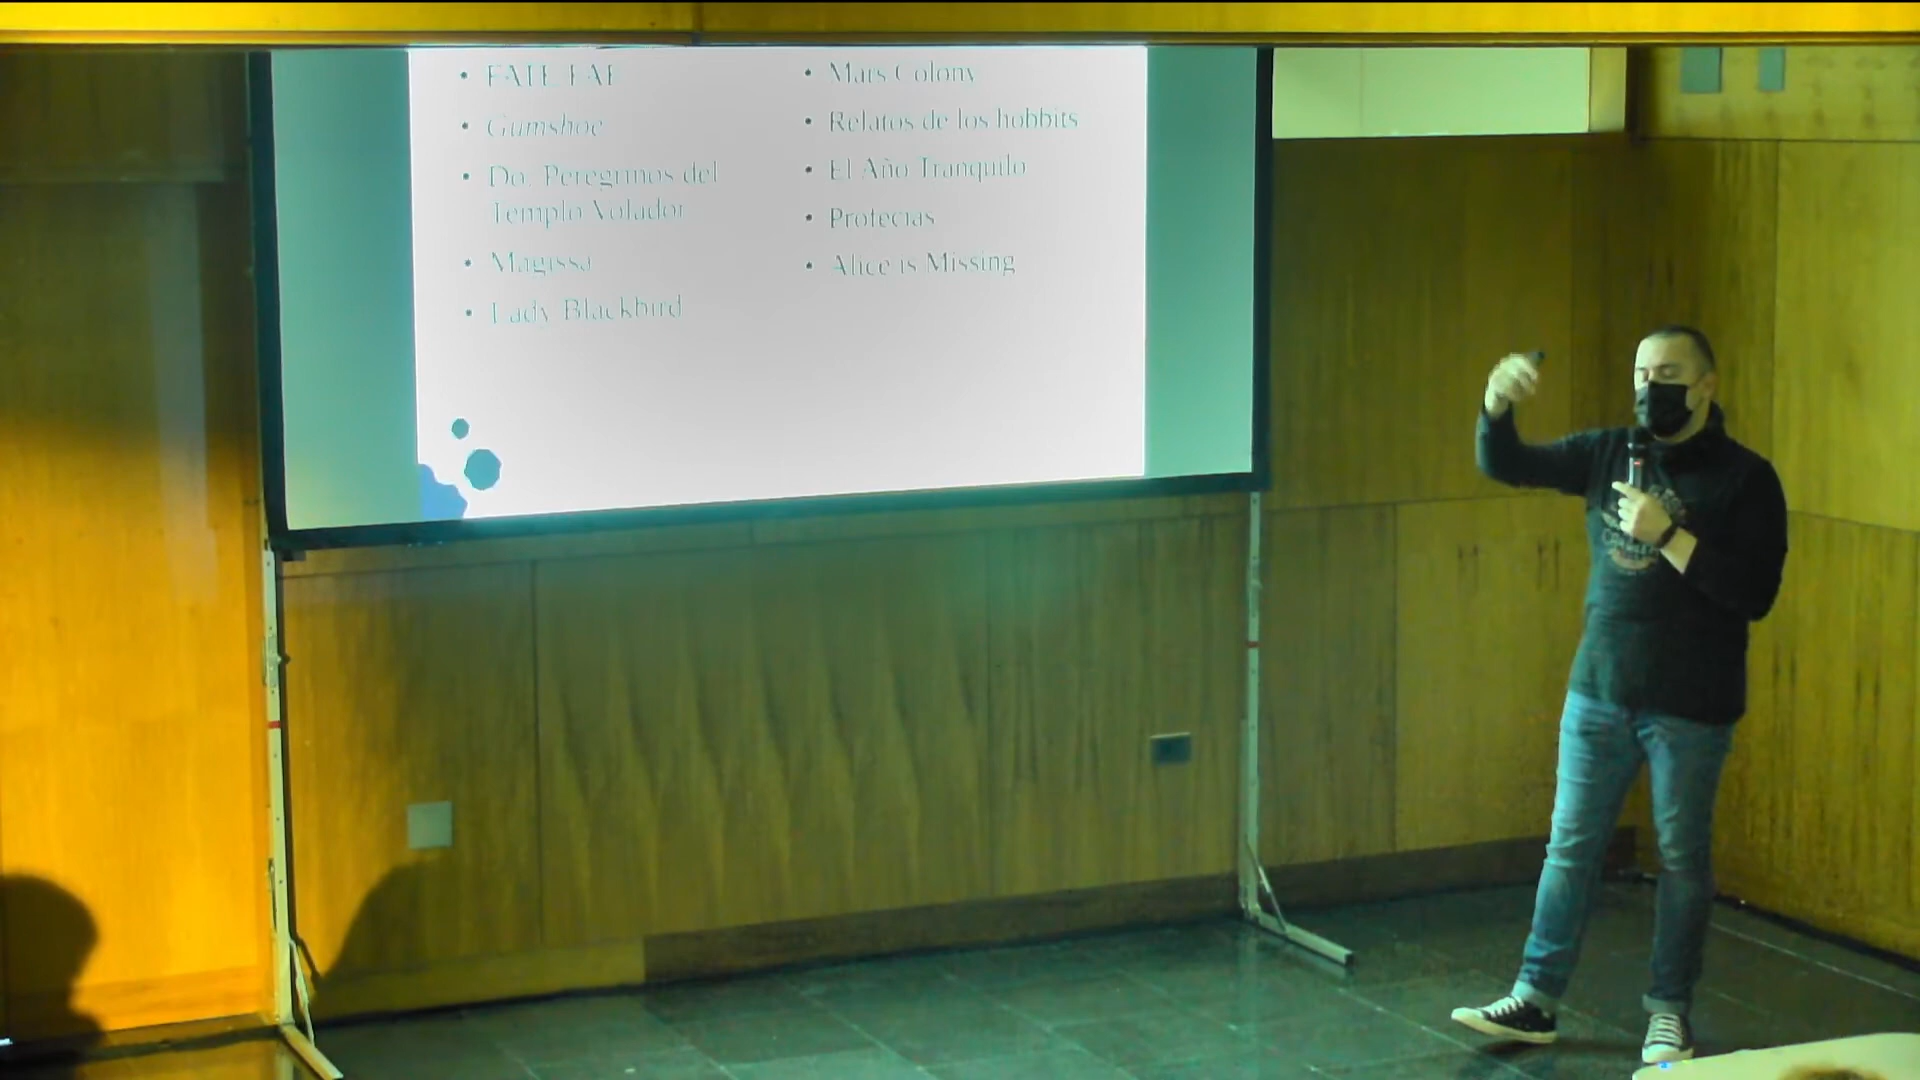 • FATE FAE
• Gumshoe
• Do: Peregrinos del
Templo Volador
• Magissa
• Lady Blackbird
• Mars Colony
• Relatos de los hobbits
• El Año Tranquilo
• Protecias
• Alice is Missing